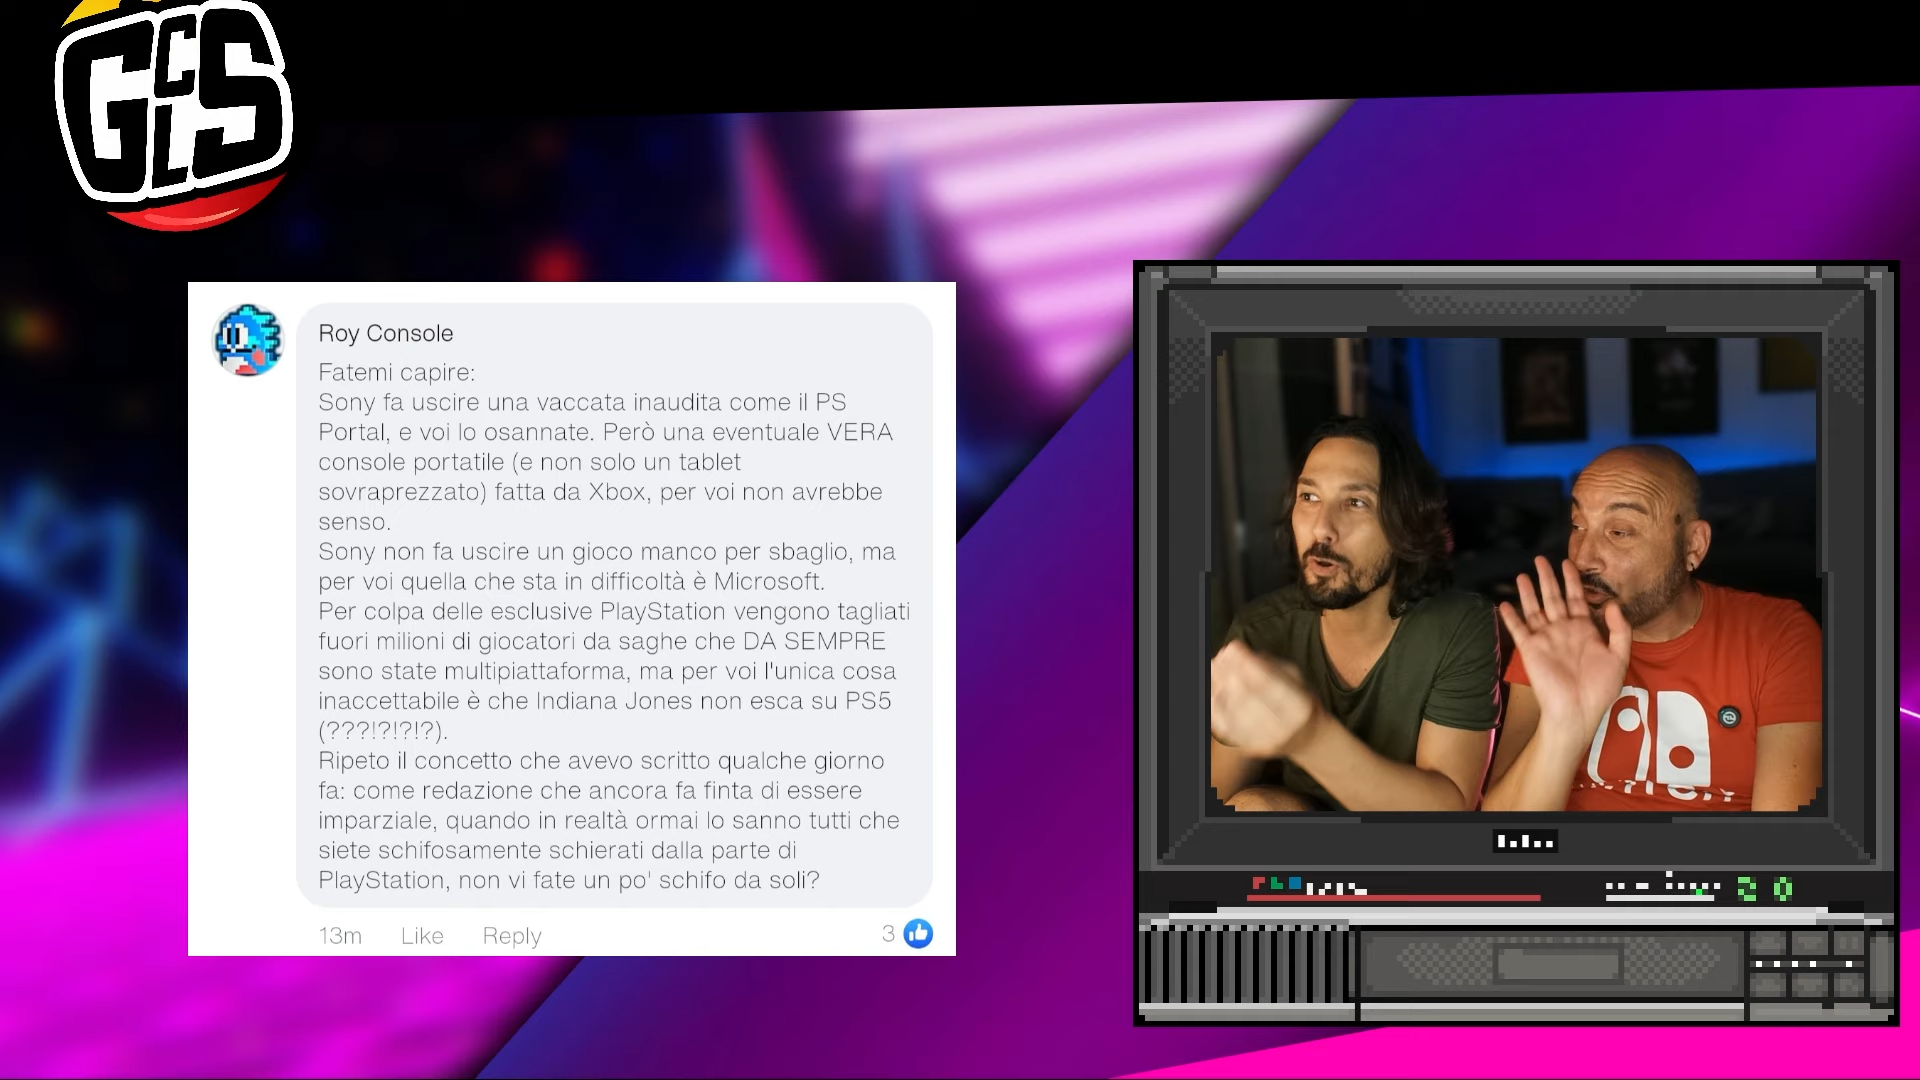 GCLS
Roy Console
Fatemi capire:
Sony fa uscire una vaccata inaudita come il PS
Portal, e voi lo osannate. Però una eventuale VERA
console portatile (e non solo un tablet
sovraprezzato) fatta da Xbox, per voi non avrebbe
senso.
Sony non fa uscire un gioco manco per sbaglio, ma
per voi quella che sta in difficoltà è Microsoft.
Per colpa delle esclusive PlayStation vengono tagliati
fuori milioni di giocatori da saghe che DA SEMPRE
sono state multipiattaforma, ma per voi l'unica cosa
inaccettabile è che Indiana Jones non esca su PS5
(???!?!?!?).
Ripeto il concetto che avevo scritto qualche giorno
fa: come redazione che ancora fa finta di essere
imparziale, quando in realtà ormai lo sanno tutti che
siete schifosamente schierati dalla parte di
PlayStation, non vi fate un po' schifo da soli?
13m Like Reply 3
20